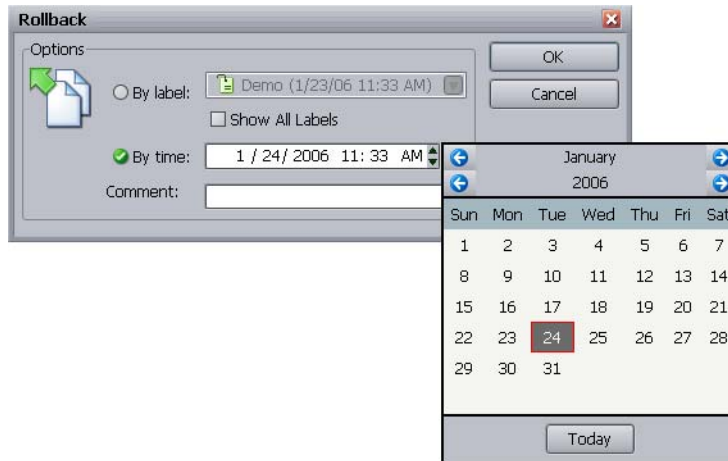 Rollback
Options
By label: Demo (1/23/06 11:33 AM)
OK
Cancel
Show All Labels
By time: 1 / 24/ 2006 11: 33 AM
Comment:
January
2006
Sun Mon Tue Wed Thu Fri Sat
1 2 3 4 5 6 7
8 9 10 11 12 13 14
15 16 17 18 19 20 21
22 23 24 25 26 27 28
29 30 31
Today